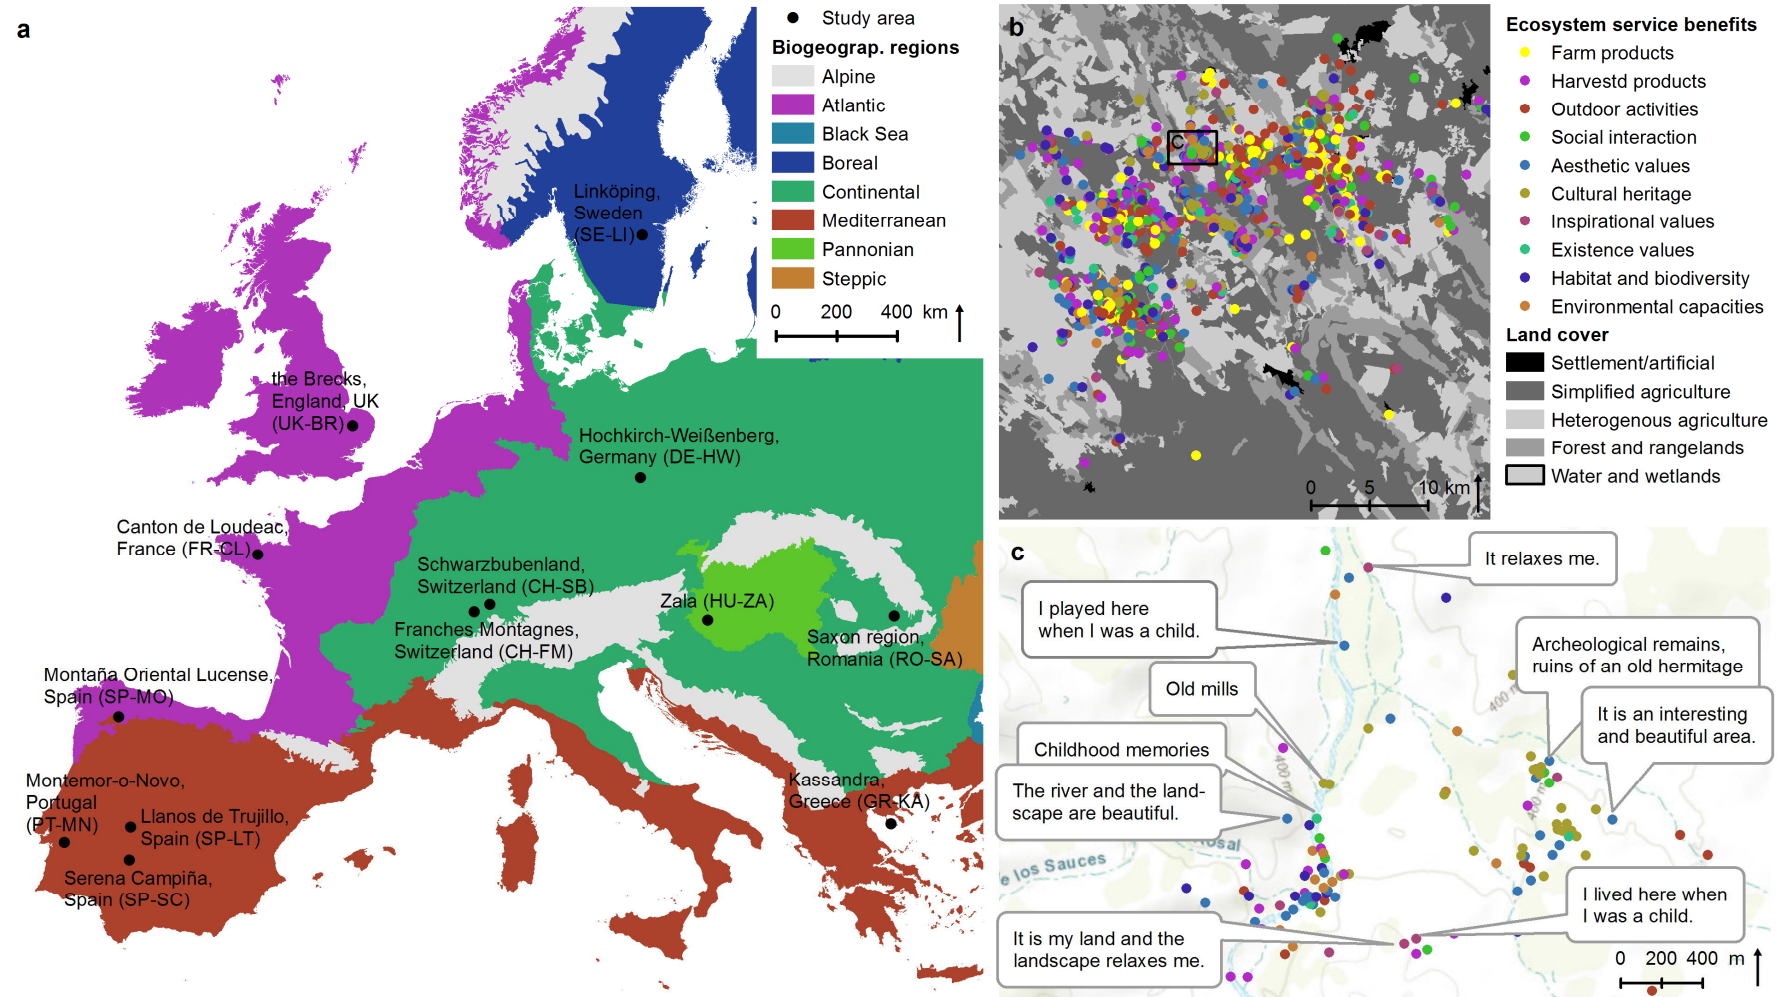 a
Study area
Biogeograp. regions
Alpine
Atlantic
Black Sea
Boreal
Continental
Mediterranean
Pannonian
Steppic
0 200 400 km
Linköping,
Sweden
(SE-LI)
the Brecks,
England, UK
(UK-BR)
Hochkirch-Weißenberg,
Germany (DE-HW)
Canton de Loudeac,
France (FR-CL)
Schwarzbubenland,
Switzerland (CH-SB)
Franches Montagnes,
Switzerland (CH-FM)
Zala (HU-ZA)
Saxon region,
Romania (RO-SA)
Montaña Oriental Lucense,
Spain (SP-MO)
Montemor-o-Novo,
Portugal
(PT-MN)
Llanos de Trujillo,
Spain (SP-LT)
Serena Campiña,
Spain (SP-SC)
Kassandra,
Greece (GR-KA)
b
C
0 5 10 km
Ecosystem service benefits
Farm products
Harvestd products
Outdoor activities
Social interaction
Aesthetic values
Cultural heritage
Inspirational values
Existence values
Habitat and biodiversity
Environmental capacities
Land cover
Settlement/artificial
Simplified agriculture
Heterogenous agriculture
Forest and rangelands
Water and wetlands
c
It relaxes me.
I played here
when I was a child.
Archeological remains,
ruins of an old hermitage
Old mills
400 m
It is an interesting
and beautiful area.
Childhood memories
400 m
The river and the land-
scape are beautiful.
400 m
e los Sauces
Rosal
I lived here when
I was a child.
It is my land and the
landscape relaxes me.
0 200 400 m